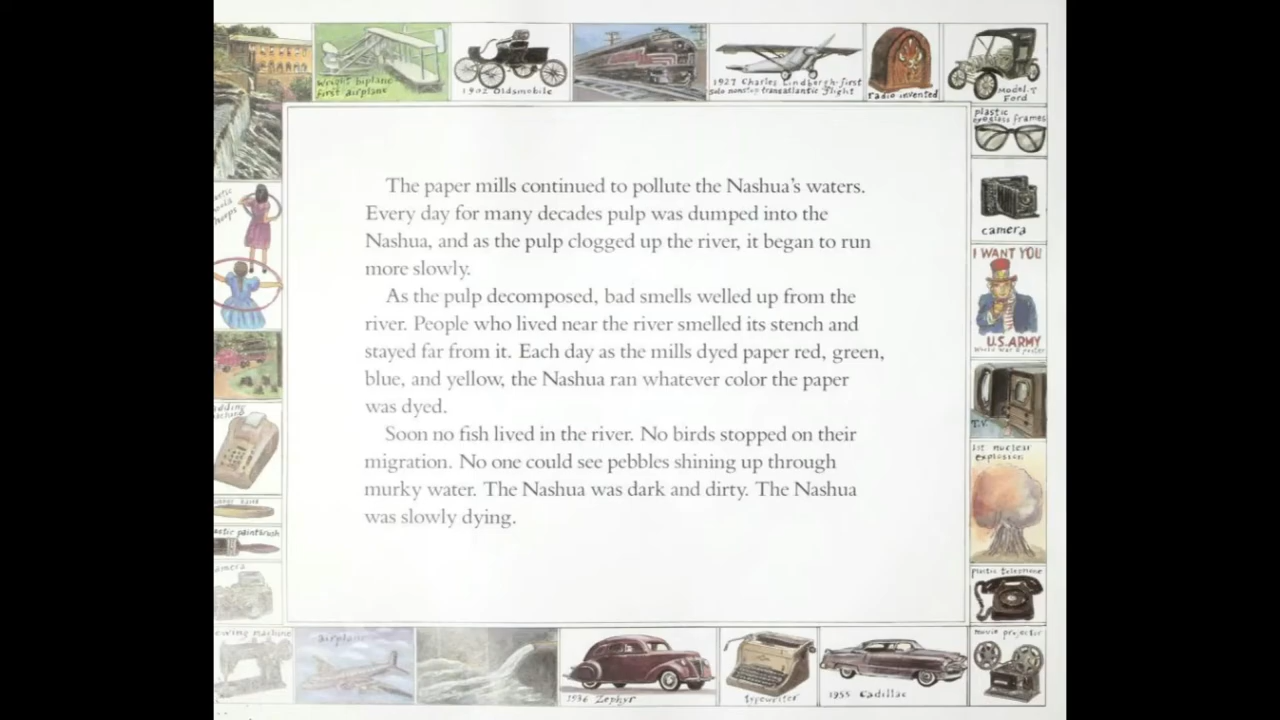 Wright biplane
first airplane
1902 Oldsmobile
1927 Charles Lindbergh-first
solo nonstop transatlantic flight
radio invented
Model-T
Ford
plastic
eyeglass frames
The paper mills continued to pollute the Nashua's waters.
Every day for many decades pulp was dumped into the
Nashua, and as the pulp clogged up the river, it began to run
more slowly.
As the pulp decomposed, bad smells welled up from the
river. People who lived near the river smelled its stench and
stayed far from it. Each day as the mills dyed paper red, green,
blue, and yellow, the Nashua ran whatever color the paper
was dyed.
Soon no fish lived in the river. No birds stopped on their
migration. No one could see pebbles shining up through
murky water. The Nashua was dark and dirty. The Nashua
was slowly dying.
camera
I WANT YOU
U.S. ARMY
T.V.
1st nuclear
explosion
plastic telephone
movie projector
airplane
1936 Zephyr
typewriter
1955 Cadillac